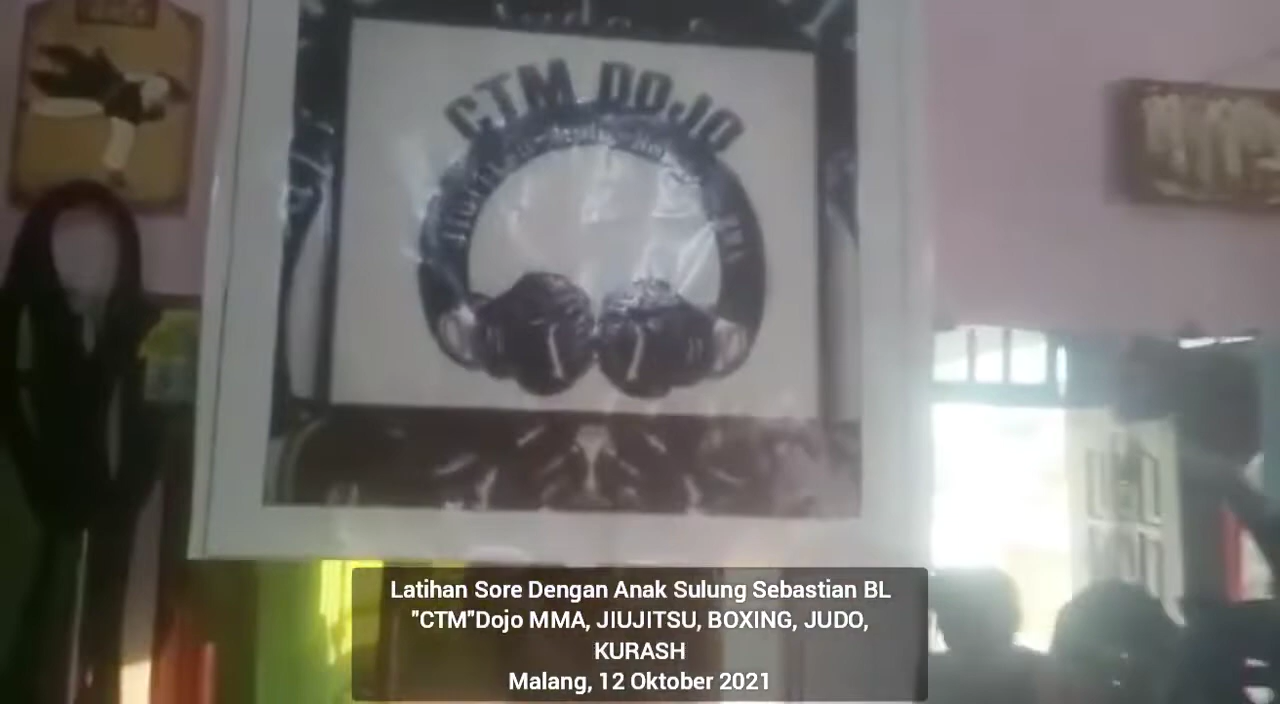 CTM DOJO
Latihan Sore Dengan Anak Sulung Sebastian BL
"CTM"Dojo MMA, JIUJITSU, BOXING, JUDO,
KURASH
Malang, 12 Oktober 2021